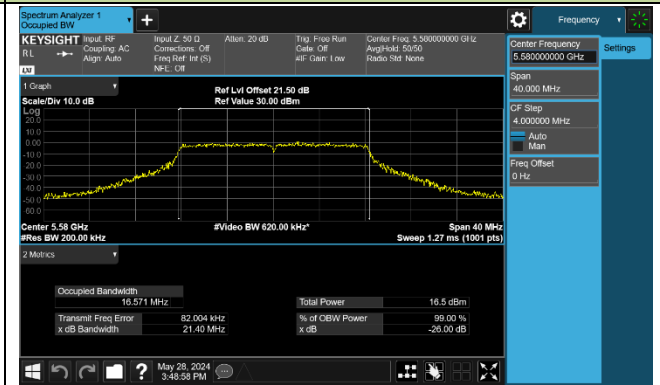 Spectrum Analyzer 1
Occupied BW
Frequency
KEYSIGHT
RL
LXI
Input: RF
Coupling: AC
Align: Auto
Input Z: 50 Ω
Corrections: Off
Freq Ref: Int (S)
NFE: Off
Atten: 20 dB
Trig: Free Run
Gate: Off
#IF Gain: Low
Center Freq: 5.580000000 GHz
Avg|Hold: 50/50
Radio Std: None
Center Frequency
5.580000000 GHz
Settings
Span
40.000 MHz
CF Step
4.000000 MHz
Auto
Man
Freq Offset
0 Hz
1 Graph
Scale/Div 10.0 dB
Ref Lvl Offset 21.50 dB
Ref Value 30.00 dBm
Log
20.0
10.0
0.00
-10.0
-20.0
-30.0
-40.0
-50.0
-60.0
Center 5.58 GHz
#Video BW 620.00 kHz*
Span 40 MHz
#Res BW 200.00 kHz
Sweep 1.27 ms (1001 pts)
2 Metrics
Occupied Bandwidth
16.571 MHz
Total Power
16.5 dBm
Transmit Freq Error
82.004 kHz
% of OBW Power
99.00 %
x dB Bandwidth
21.40 MHz
x dB
-26.00 dB
May 28, 2024
3:48:58 PM